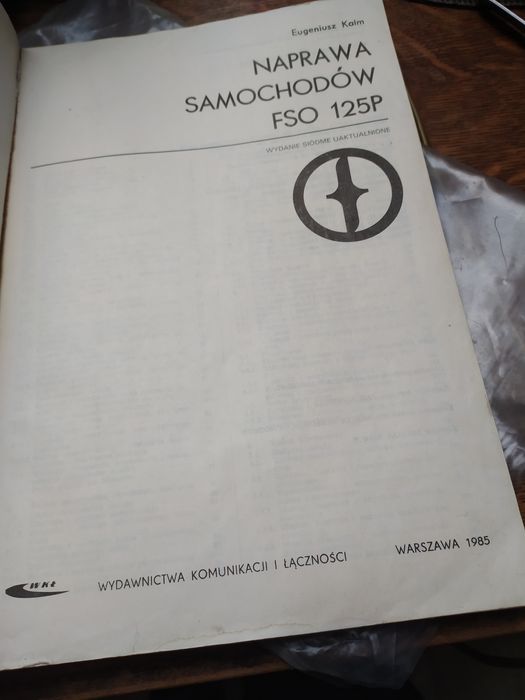 Eugeniusz Kalm
NAPRAWA
SAMOCHODÓW
FSO 125P
WYDANIE SIÓDME UAKTUALNIONE
WKŁ WYDAWNICTWA KOMUNIKACJI I ŁĄCZNOŚCI WARSZAWA 1985